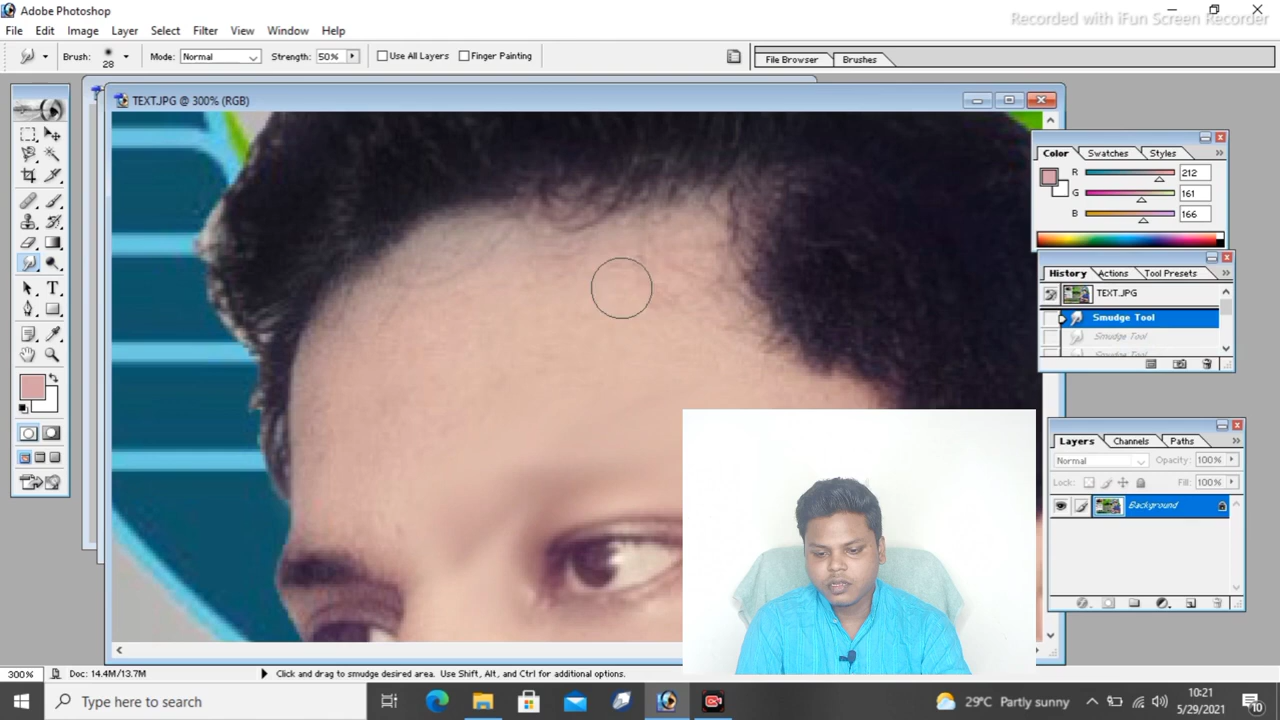 Adobe Photoshop
Recorded with iFun Screen Recorder
File Edit Image Layer Select Filter View Window Help
Brush: 28 Mode: Normal Strength: 50% Use All Layers Finger Painting File Browser Brushes
TEXT.JPG @ 300% (RGB)
Color Swatches Styles
R 212
G 161
B 166
History Actions Tool Presets
TEXT.JPG
Smudge Tool
Smudge Tool
Smudge Tool
Layers Channels Paths
Normal Opacity: 100%
Lock: Fill: 100%
Background
300% Doc: 14.4M/13.7M Click and drag to smudge desired area. Use Shift, Alt, and Ctrl for additional options.
Type here to search
29°C Partly sunny
10:21
5/29/2021
10